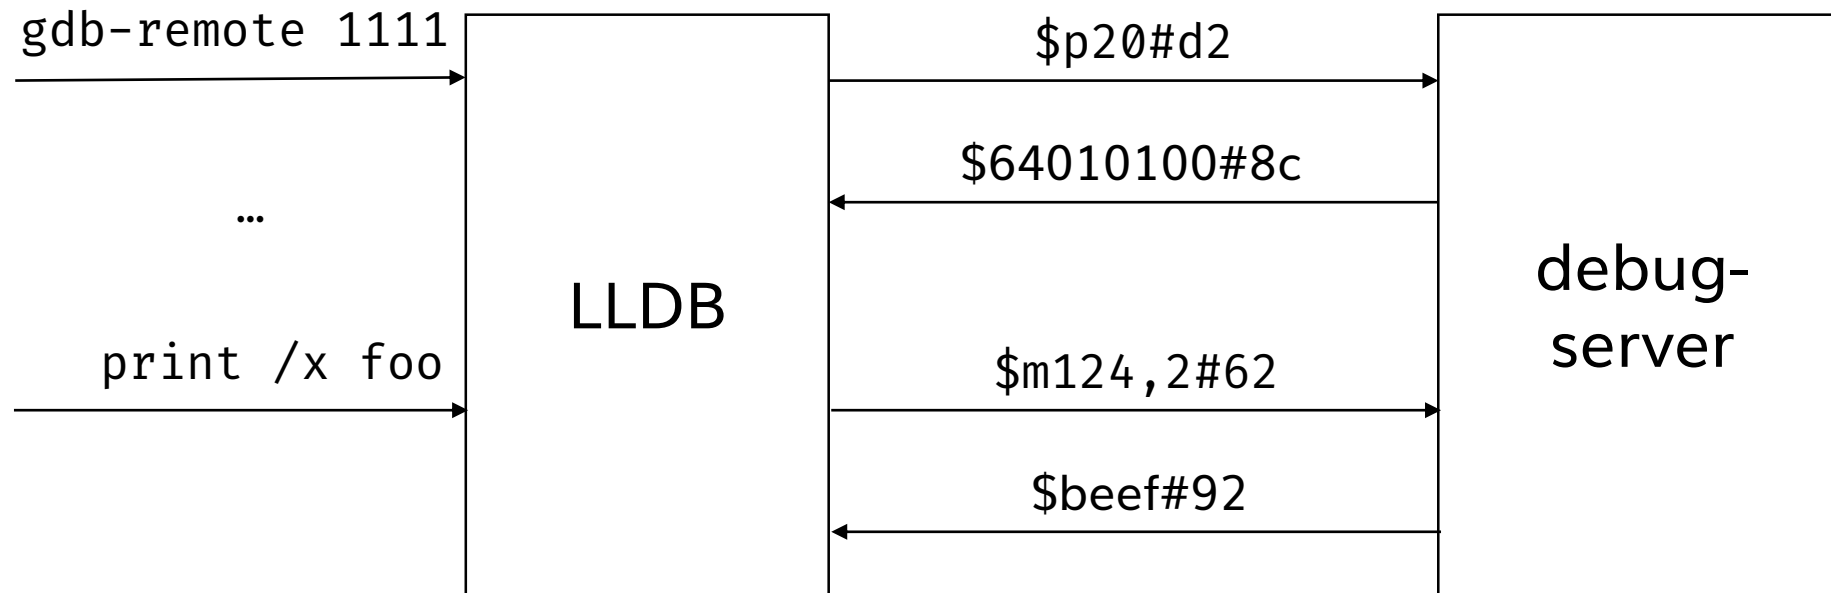 gdb-remote 1111
$p20#d2
$64010100#8c
…
LLDB
debug-
server
print /x foo
$m124,2#62
$beef#92